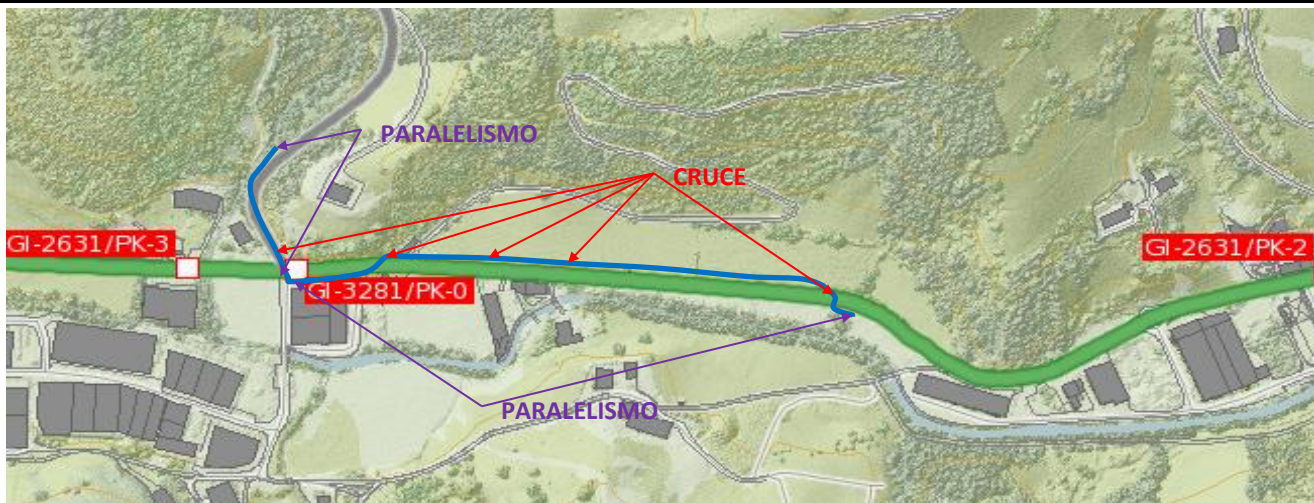 PARALELISMO
CRUCE
GI-2631/PK-3
GI-2631/PK-2
GI-3281/PK-0
PARALELISMO